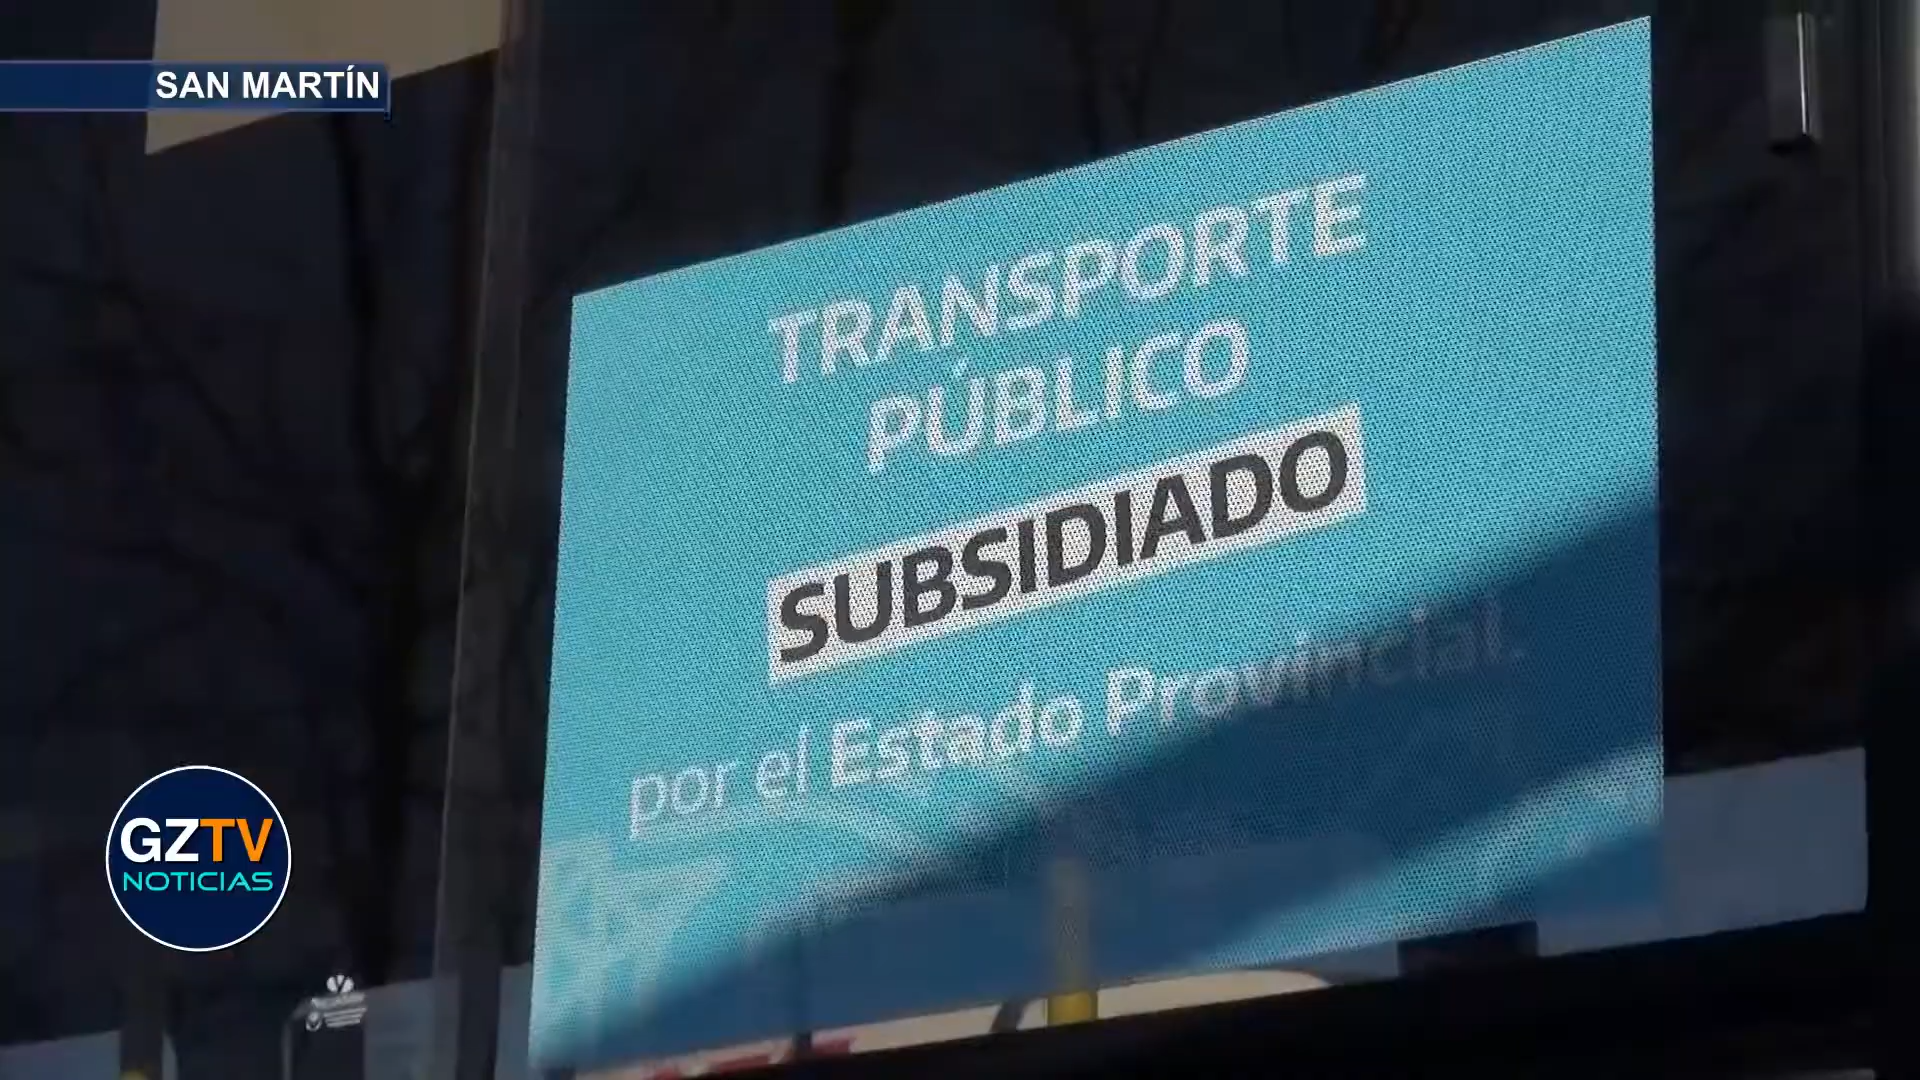 SAN MARTÍN
TRANSPORTE
PÚBLICO
SUBSIDIADO
por el Estado Provincial.
GZTV
NOTICIAS